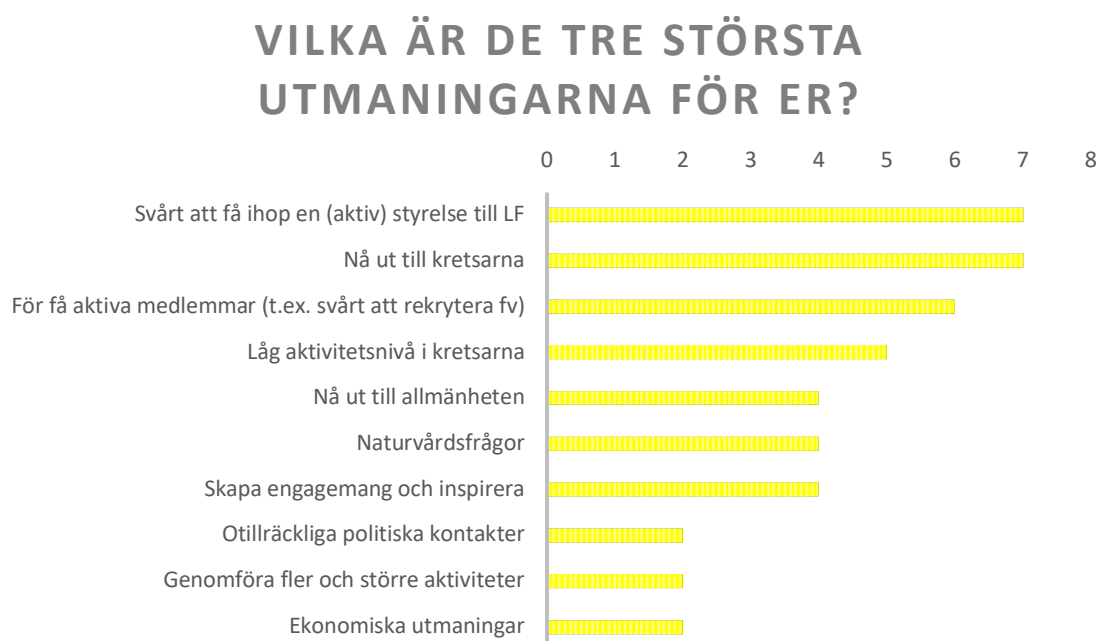 VILKA ÄR DE TRE STÖRSTA
UTMANINGARNA FÖR ER?
0 1 2 3 4 5 6 7 8
Svårt att få ihop en (aktiv) styrelse till LF
Nå ut till kretsarna
För få aktiva medlemmar (t.ex. svårt att rekrytera fv)
Låg aktivitetsnivå i kretsarna
Nå ut till allmänheten
Naturvårdsfrågor
Skapa engagemang och inspirera
Otillräckliga politiska kontakter
Genomföra fler och större aktiviteter
Ekonomiska utmaningar